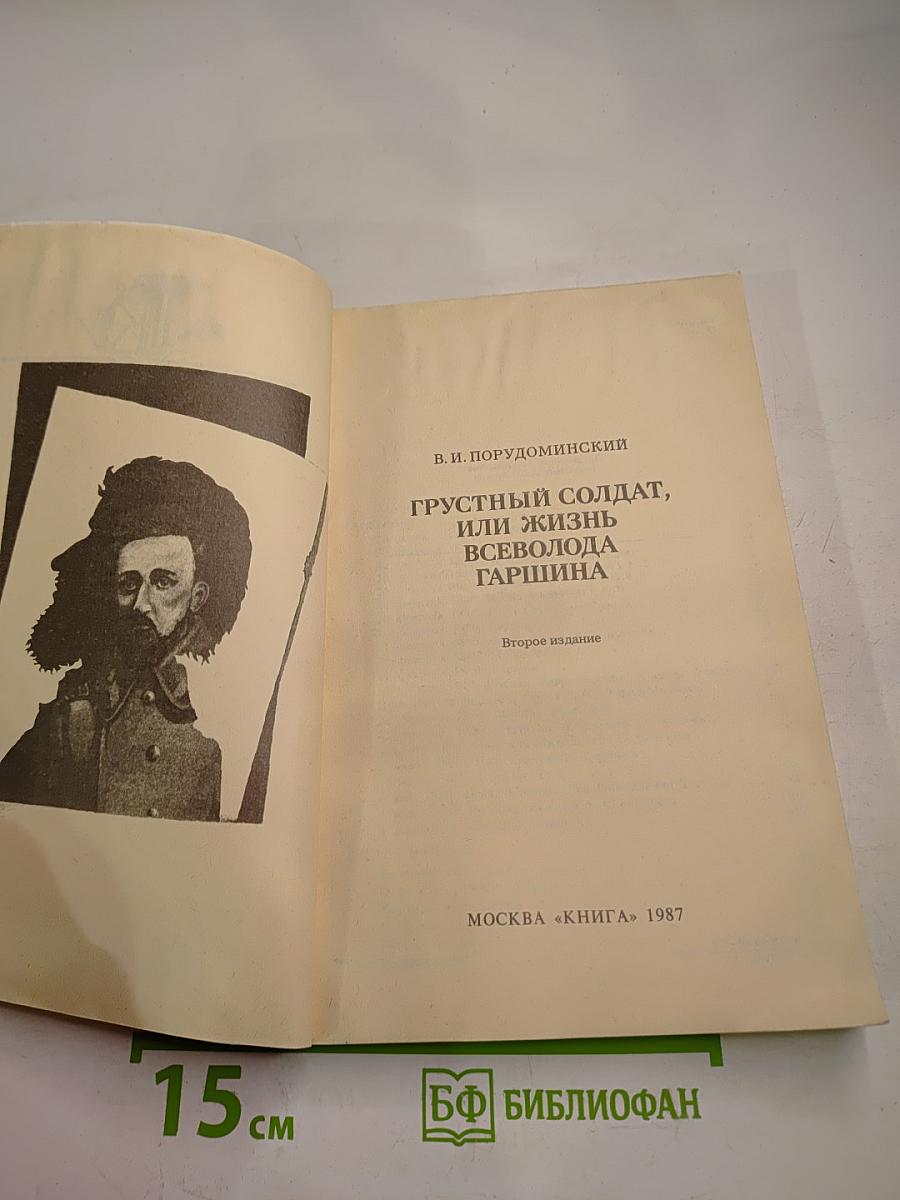 В. И. ПОРУДОМИНСКИЙ
ГРУСТНЫЙ СОЛДАТ,
ИЛИ ЖИЗНЬ
ВСЕВОЛОДА
ГАРШИНА
Второе издание
МОСКВА «КНИГА» 1987
15 см
БФ БИБЛИОФАН